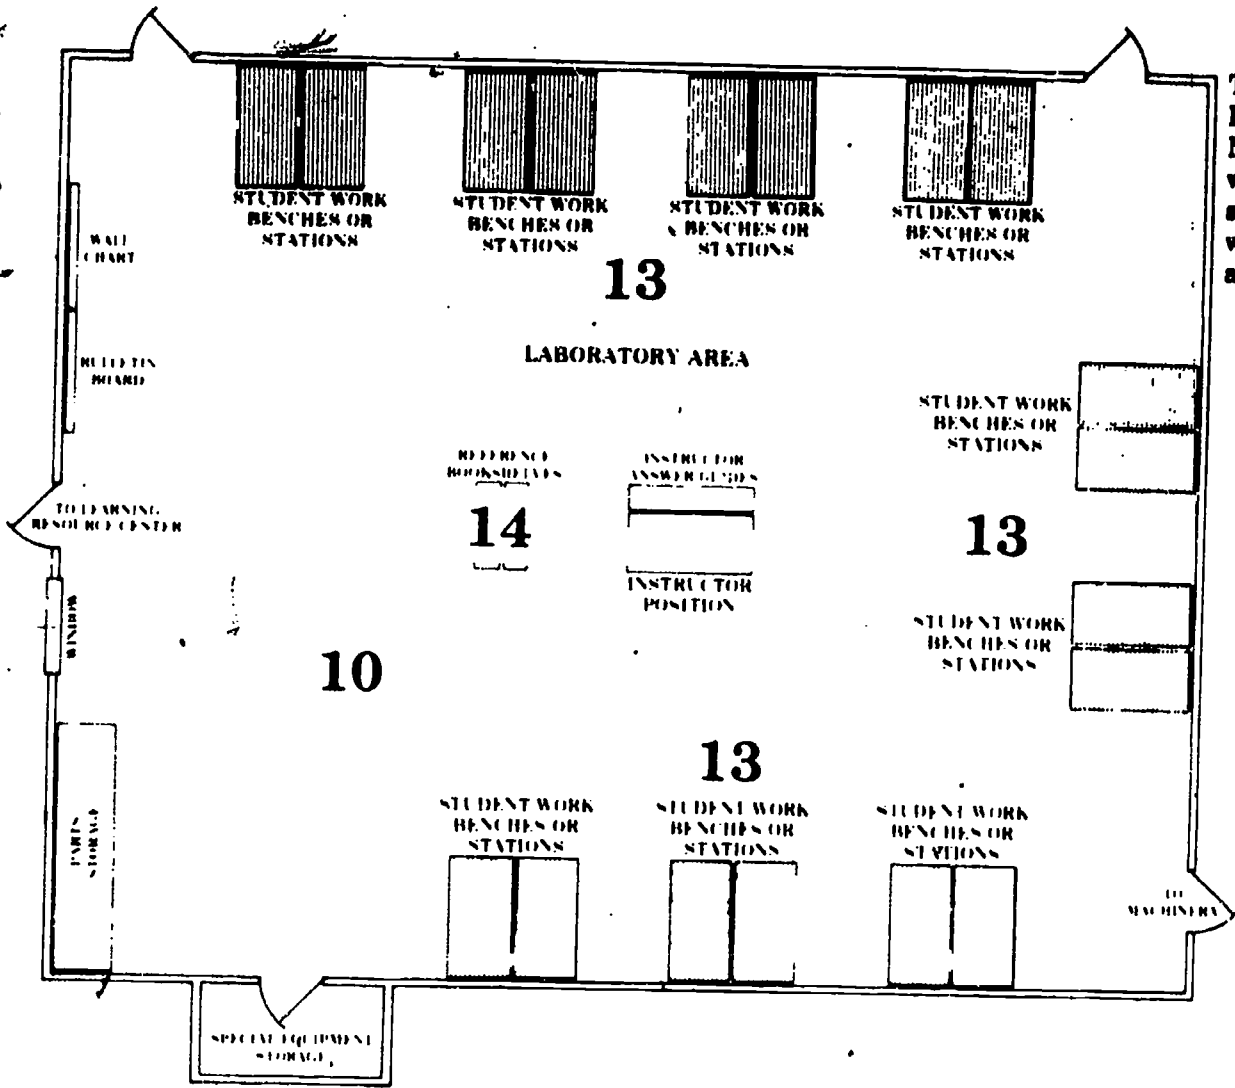 STUDENT WORK
BENCHES OR
STATIONS
STUDENT WORK
BENCHES OR
STATIONS
STUDENT WORK
BENCHES OR
STATIONS
STUDENT WORK
BENCHES OR
STATIONS
WALL
CHART
13
LABORATORY AREA
BULLETIN
BOARD
STUDENT WORK
BENCHES OR
STATIONS
REFERENCE
BOOKSHELVES
INSTRUCTOR
ANSWER GUIDES
TO LEARNING
RESOURCE CENTER
14
13
INSTRUCTOR
POSITION
WINDOW
STUDENT WORK
BENCHES OR
STATIONS
10
13
STUDENT WORK
BENCHES OR
STATIONS
STUDENT WORK
BENCHES OR
STATIONS
STUDENT WORK
BENCHES OR
STATIONS
PARTS
STORAGE
TO
MACHINERY
SPECIAL EQUIPMENT
STORAGE